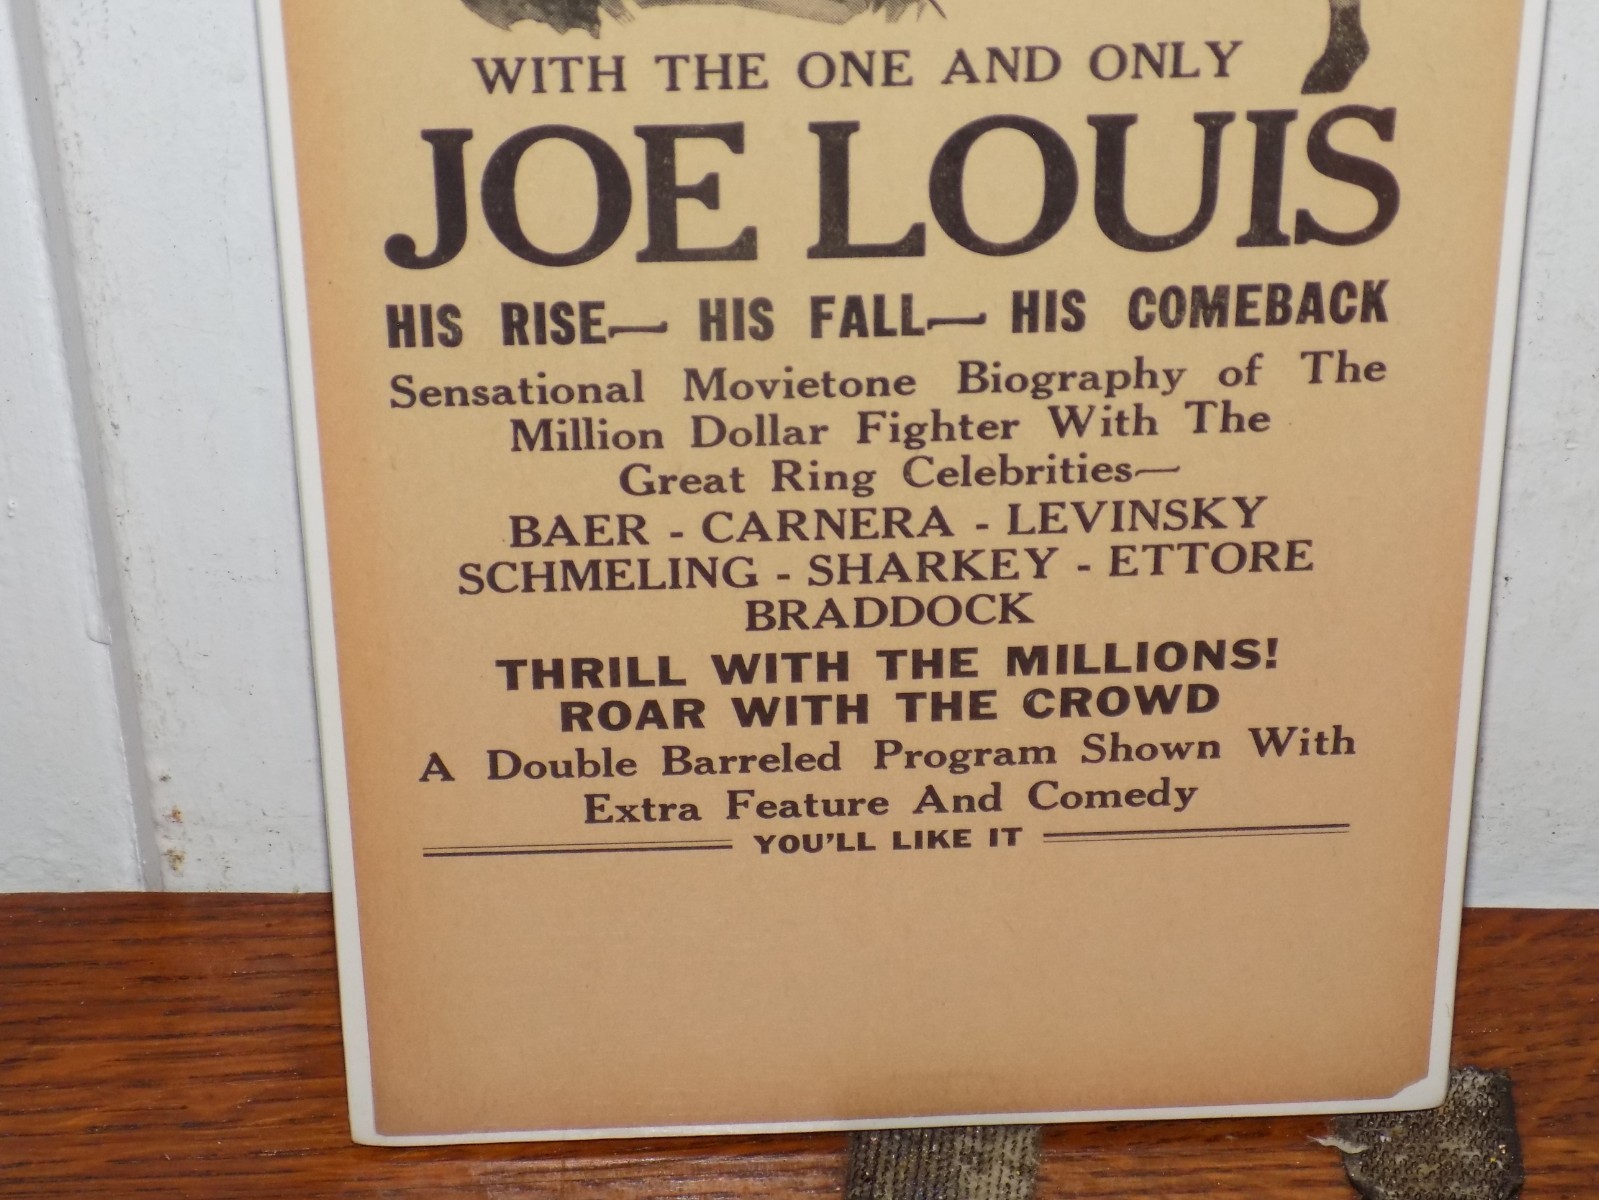 WITH THE ONE AND ONLY
JOE LOUIS
HIS RISE— HIS FALL— HIS COMEBACK
Sensational Movietone Biography of The
Million Dollar Fighter With The
Great Ring Celebrities—
BAER - CARNERA - LEVINSKY
SCHMELING - SHARKEY - ETTORE
BRADDOCK
THRILL WITH THE MILLIONS!
ROAR WITH THE CROWD
A Double Barreled Program Shown With
Extra Feature And Comedy
YOU'LL LIKE IT